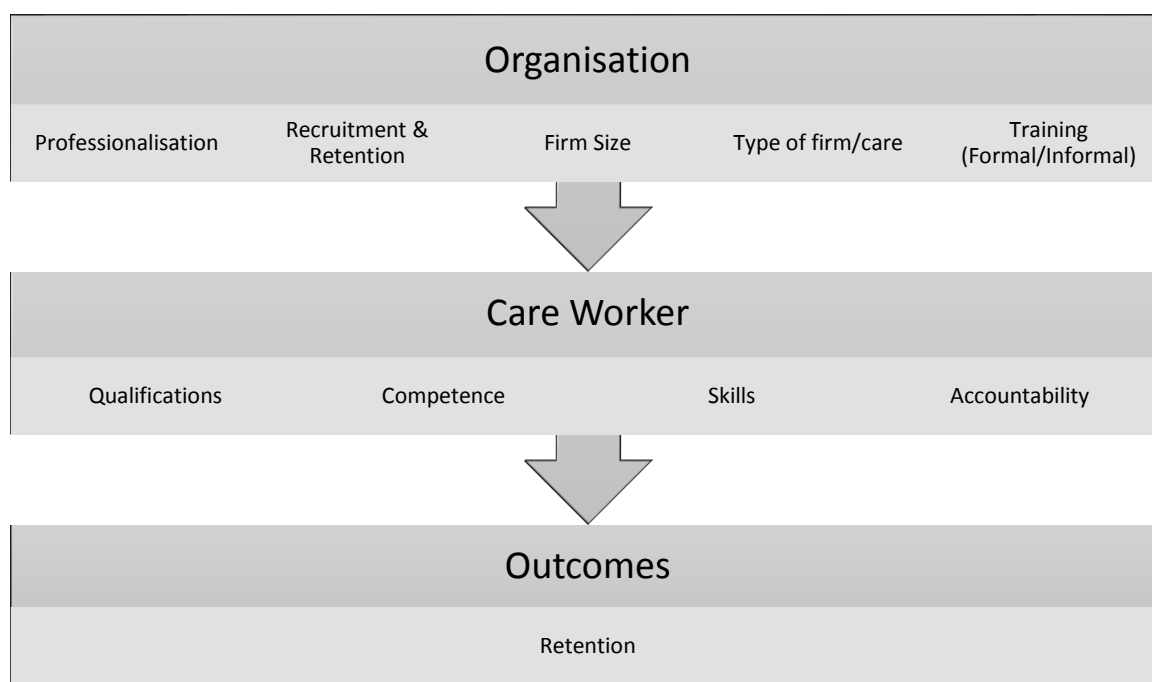 Organisation
Professionalisation
Recruitment &
Retention
Firm Size
Type of firm/care
Training
(Formal/Informal)
Care Worker
Qualifications
Competence
Skills
Accountability
Outcomes
Retention